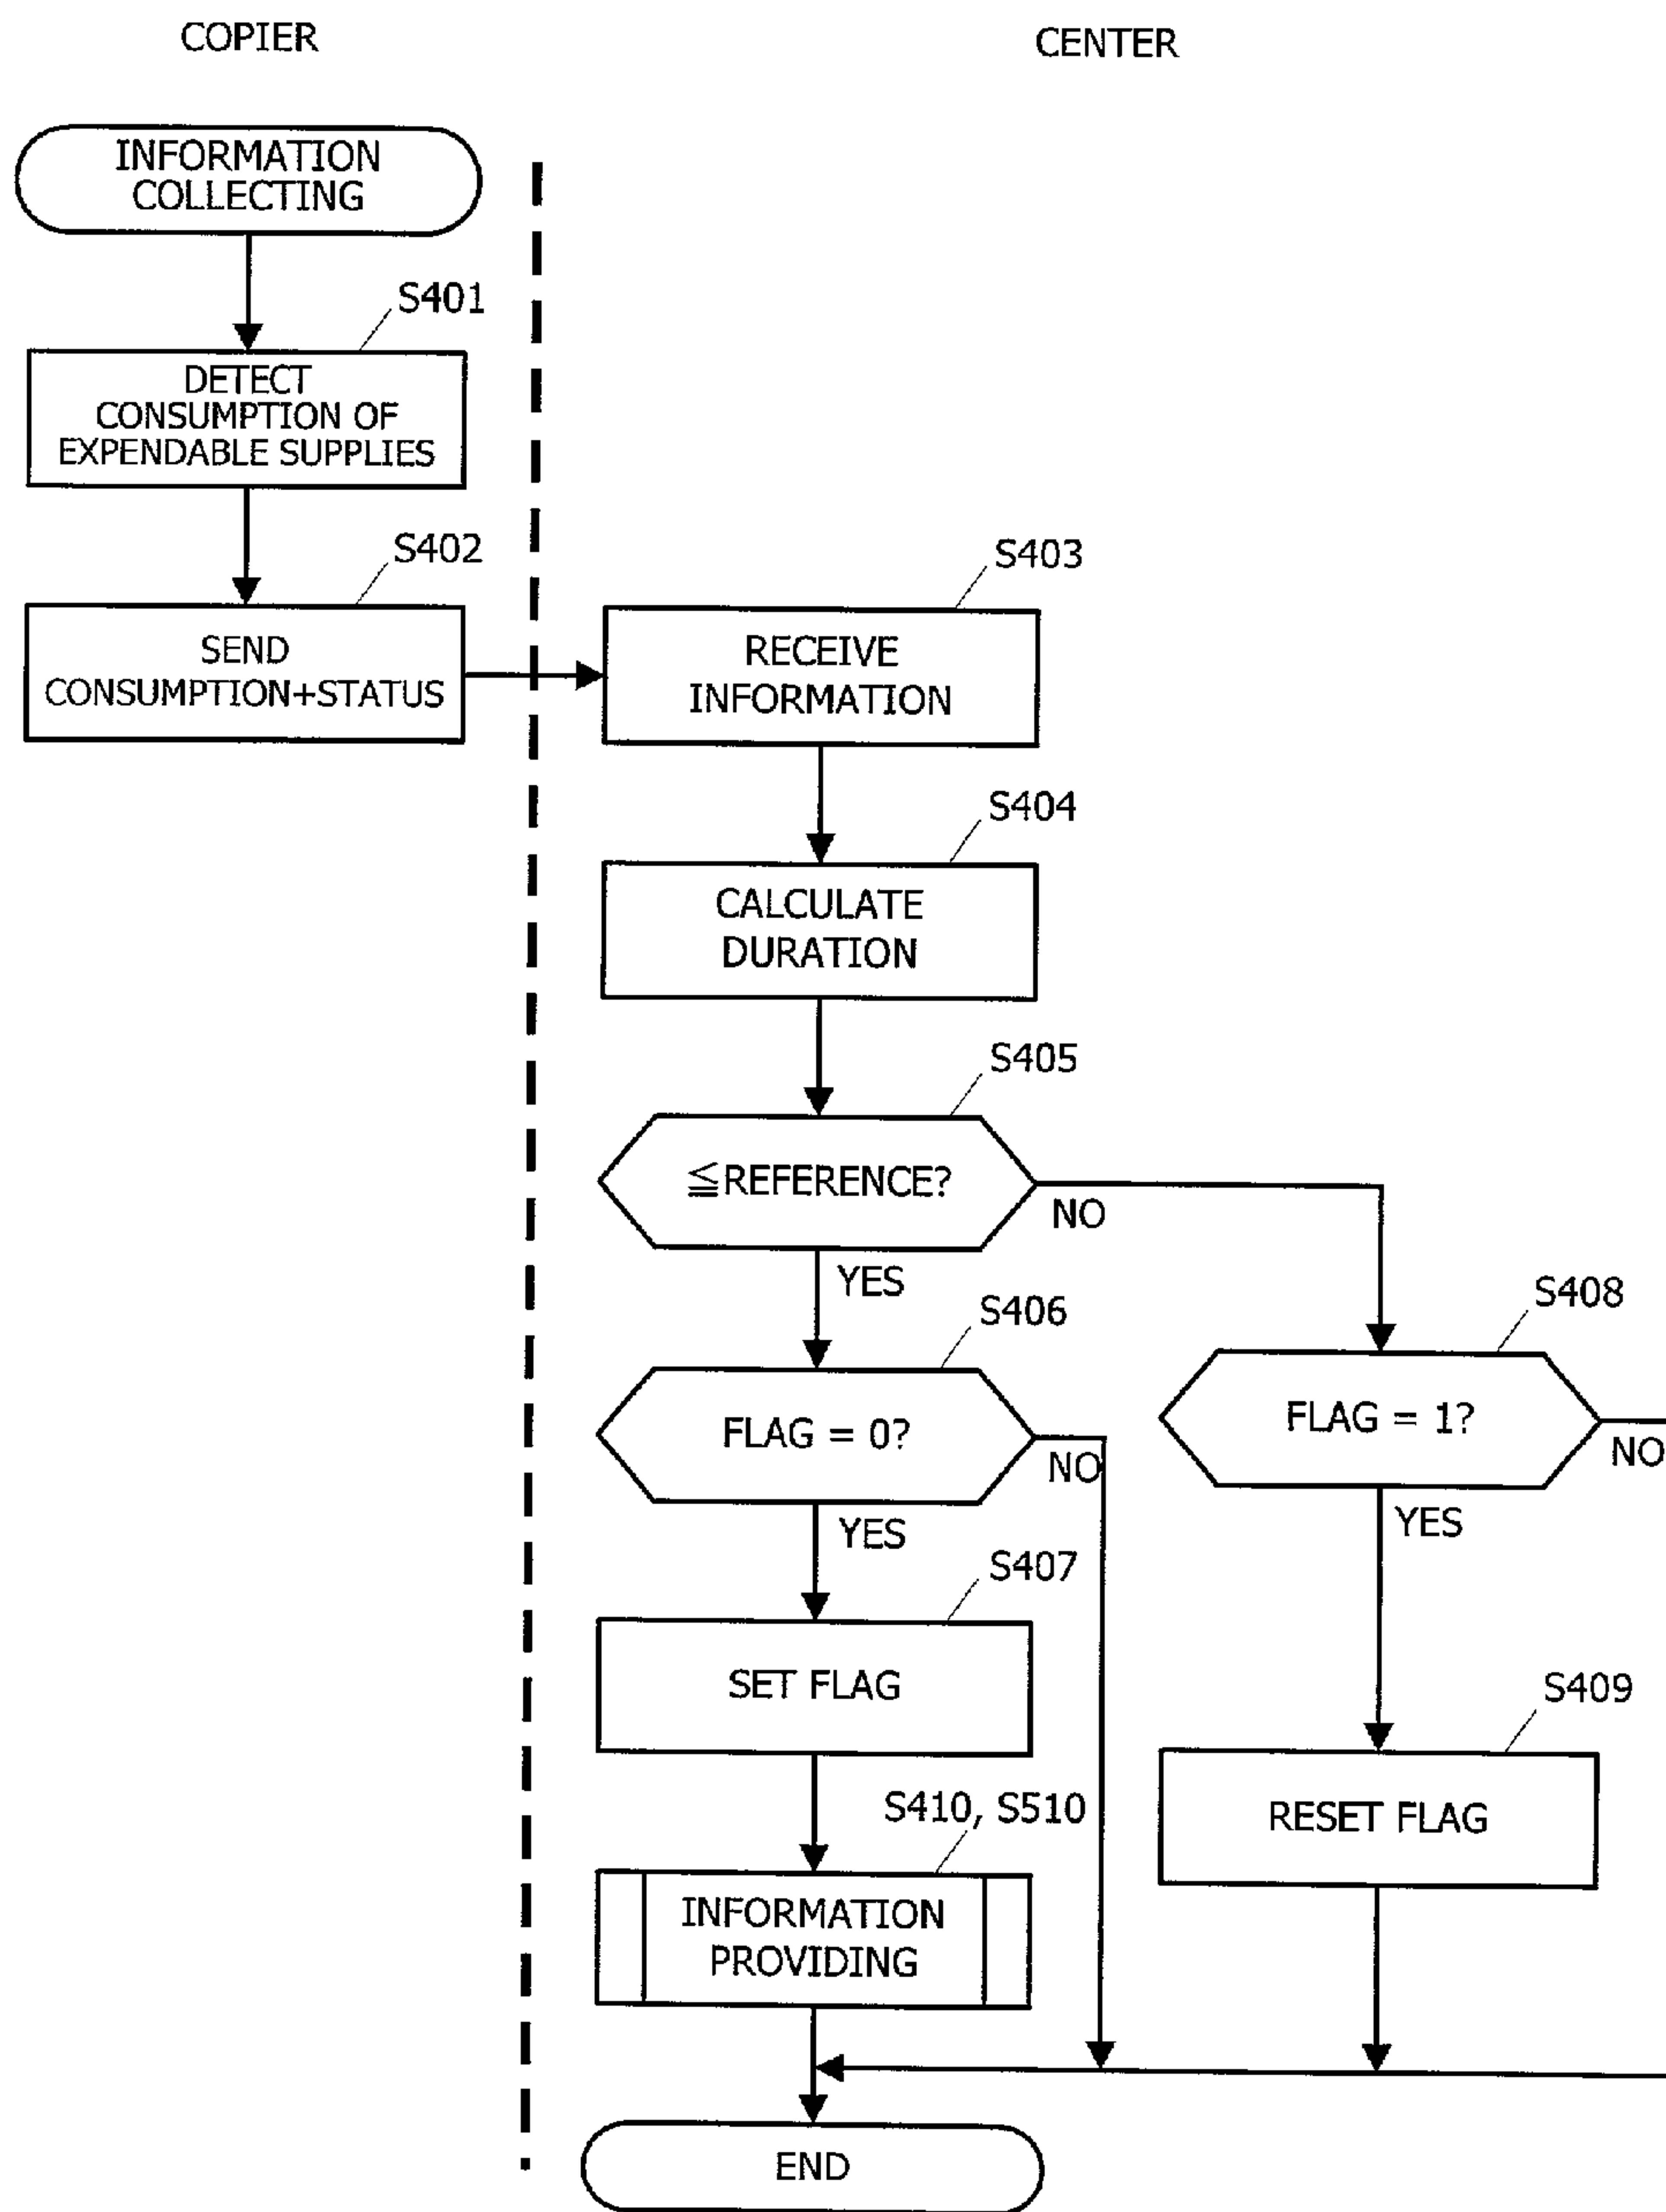 COPIER
CENTER
INFORMATION
COLLECTING
S401
DETECT
CONSUMPTION OF
EXPENDABLE SUPPLIES
S402
SEND
CONSUMPTION+STATUS
S403
RECEIVE
INFORMATION
S404
CALCULATE
DURATION
S405
≦REFERENCE?
NO
YES
S406
FLAG = 0?
NO
YES
S408
FLAG = 1?
NO
YES
S407
SET FLAG
S409
RESET FLAG
S410, S510
INFORMATION
PROVIDING
END